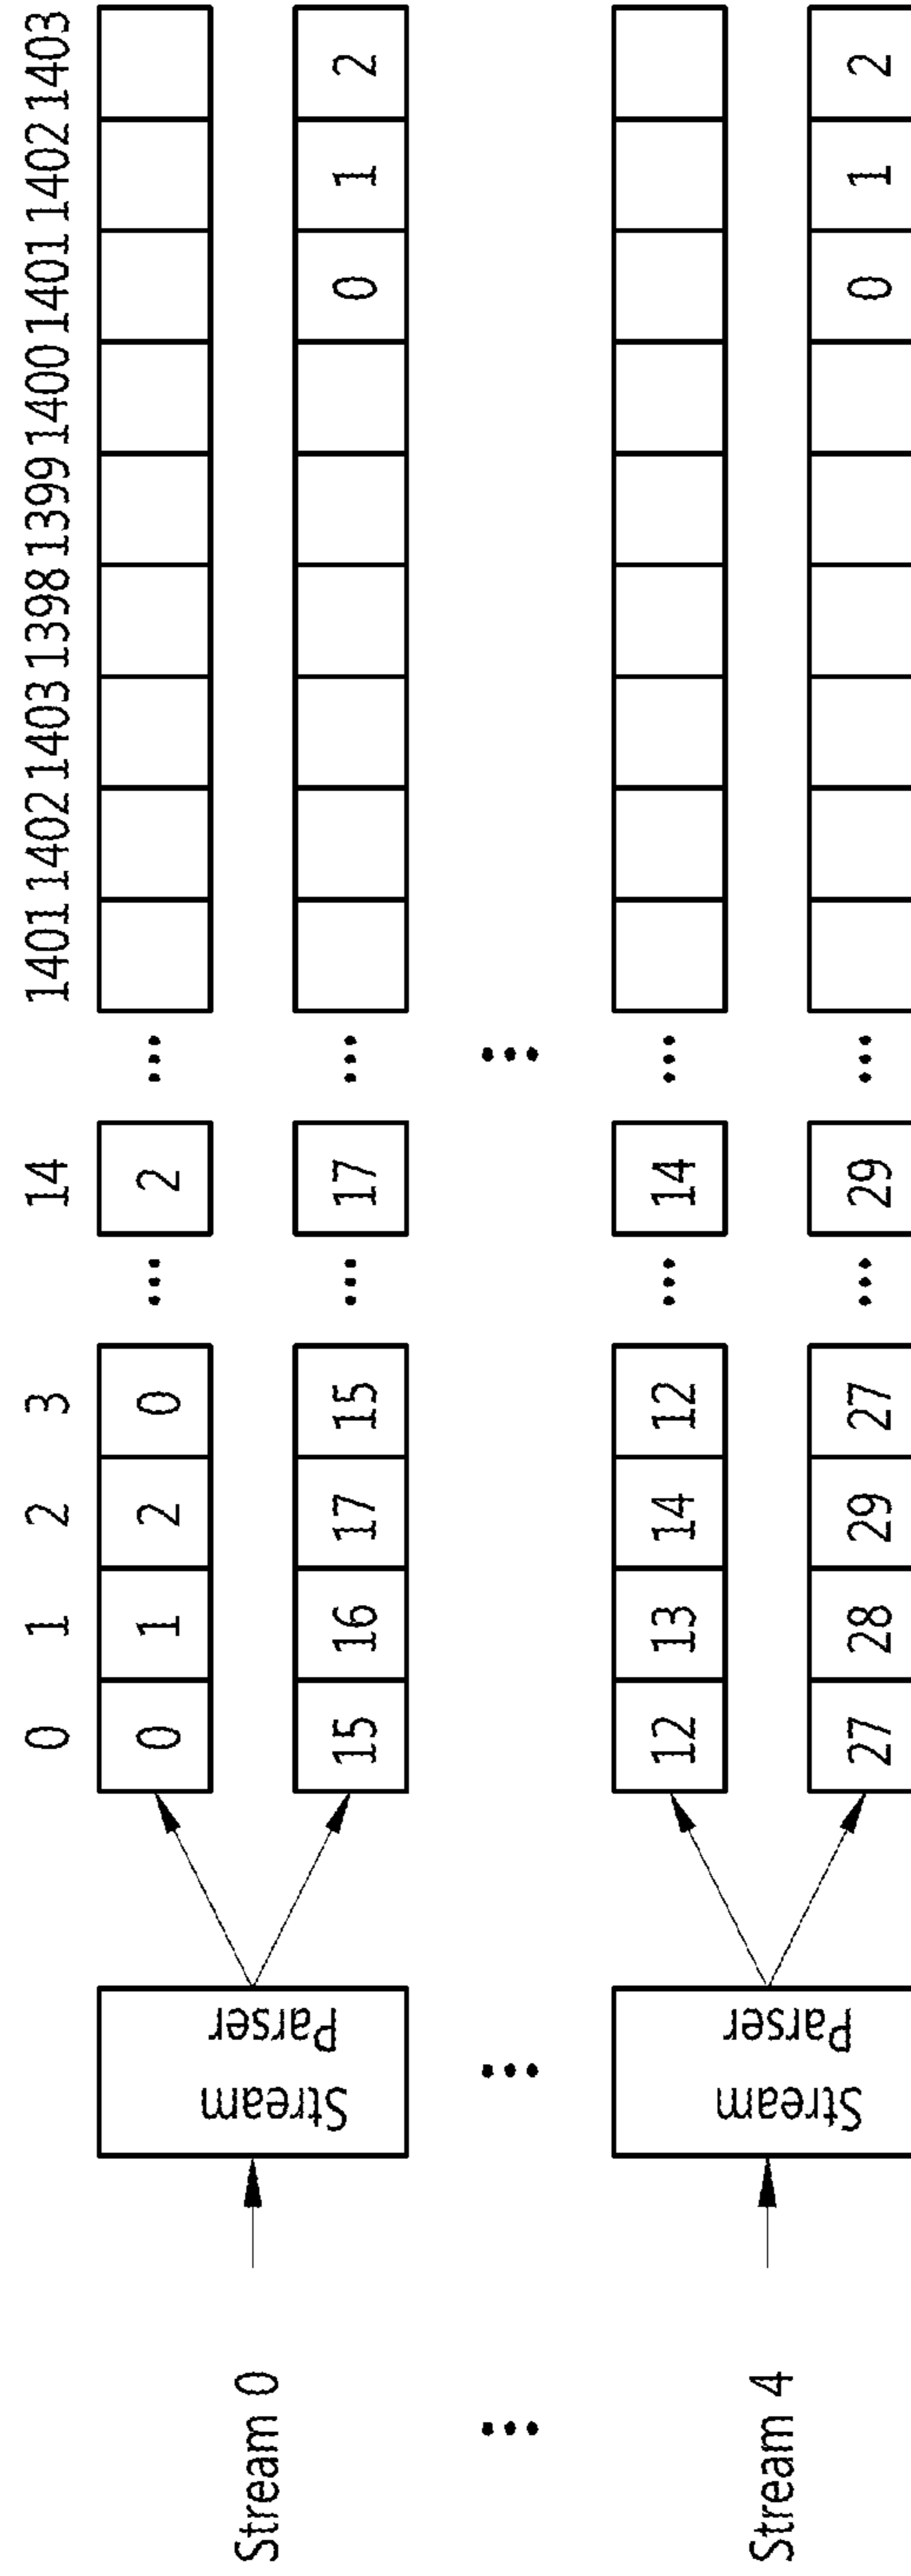 0 1 2 3 14 1401 1402 1403 1398 1399 1400 1401 1402 1403
0 1 2 0 ... 2 ...
Stream 0
Stream
Parser
15 16 17 15 ... 17 ... 0 1 2
... ... ...
12 13 14 12 ... 14 ...
Stream 4
Stream
Parser
27 28 29 27 ... 29 ... 0 1 2